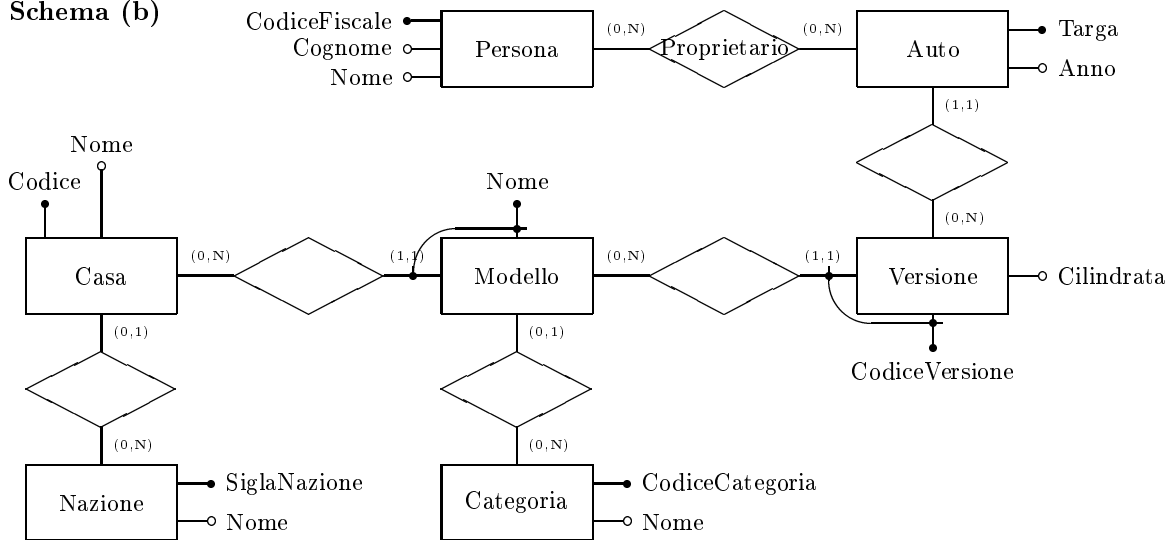 Schema (b)
CodiceFiscale
Cognome
Nome
Persona
(0,N)
Proprietario
(0,N)
Auto
Targa
Anno
(1,1)
Nome
Codice
Nome
(0,N)
Casa
(0,N)
(1,1)
Modello
(0,N)
(1,1)
Versione
Cilindrata
(0,1)
(0,1)
CodiceVersione
(0,N)
(0,N)
Nazione
SiglaNazione
Nome
Categoria
CodiceCategoria
Nome